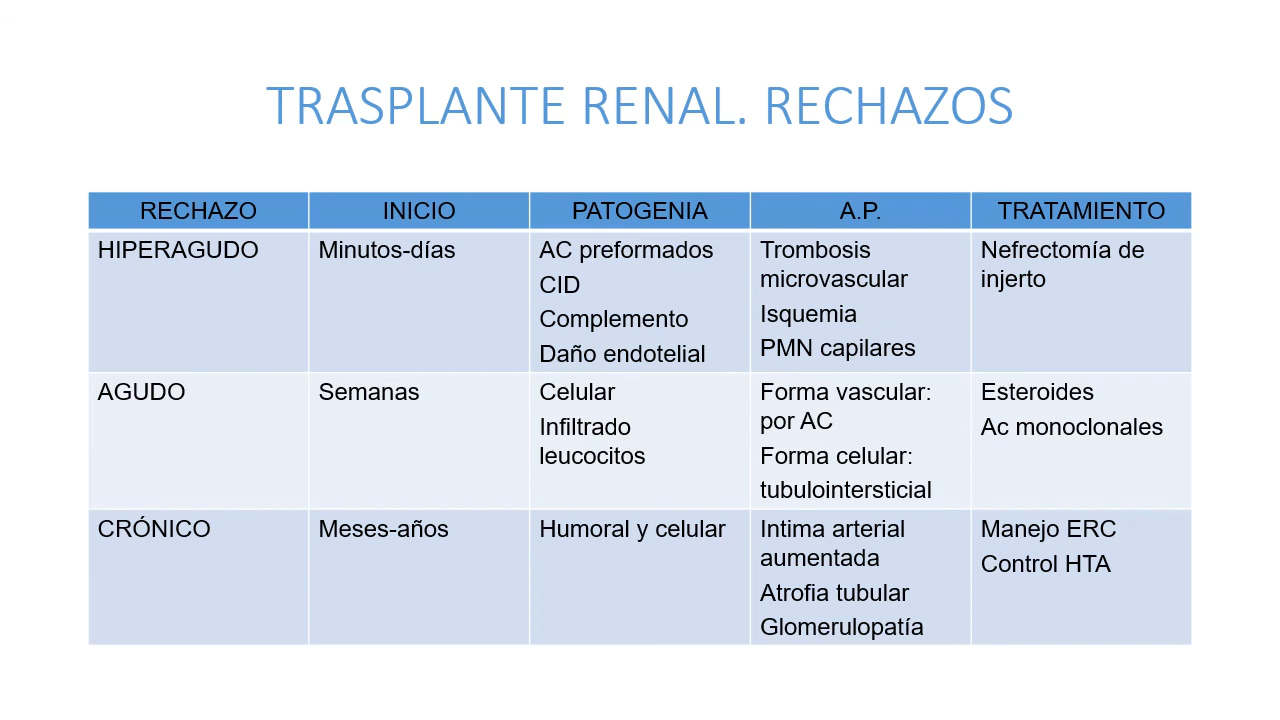 TRASPLANTE RENAL. RECHAZOS
RECHAZO
INICIO
PATOGENIA
A.P.
TRATAMIENTO
HIPERAGUDO
Minutos-días
AC preformados
CID
Complemento
Daño endotelial
Trombosis
microvascular
Isquemia
PMN capilares
Nefrectomía de
injerto
AGUDO
Semanas
Celular
Infiltrado
leucocitos
Forma vascular:
por AC
Forma celular:
tubulointersticial
Esteroides
Ac monoclonales
CRÓNICO
Meses-años
Humoral y celular
Intima arterial
aumentada
Atrofia tubular
Glomerulopatía
Manejo ERC
Control HTA